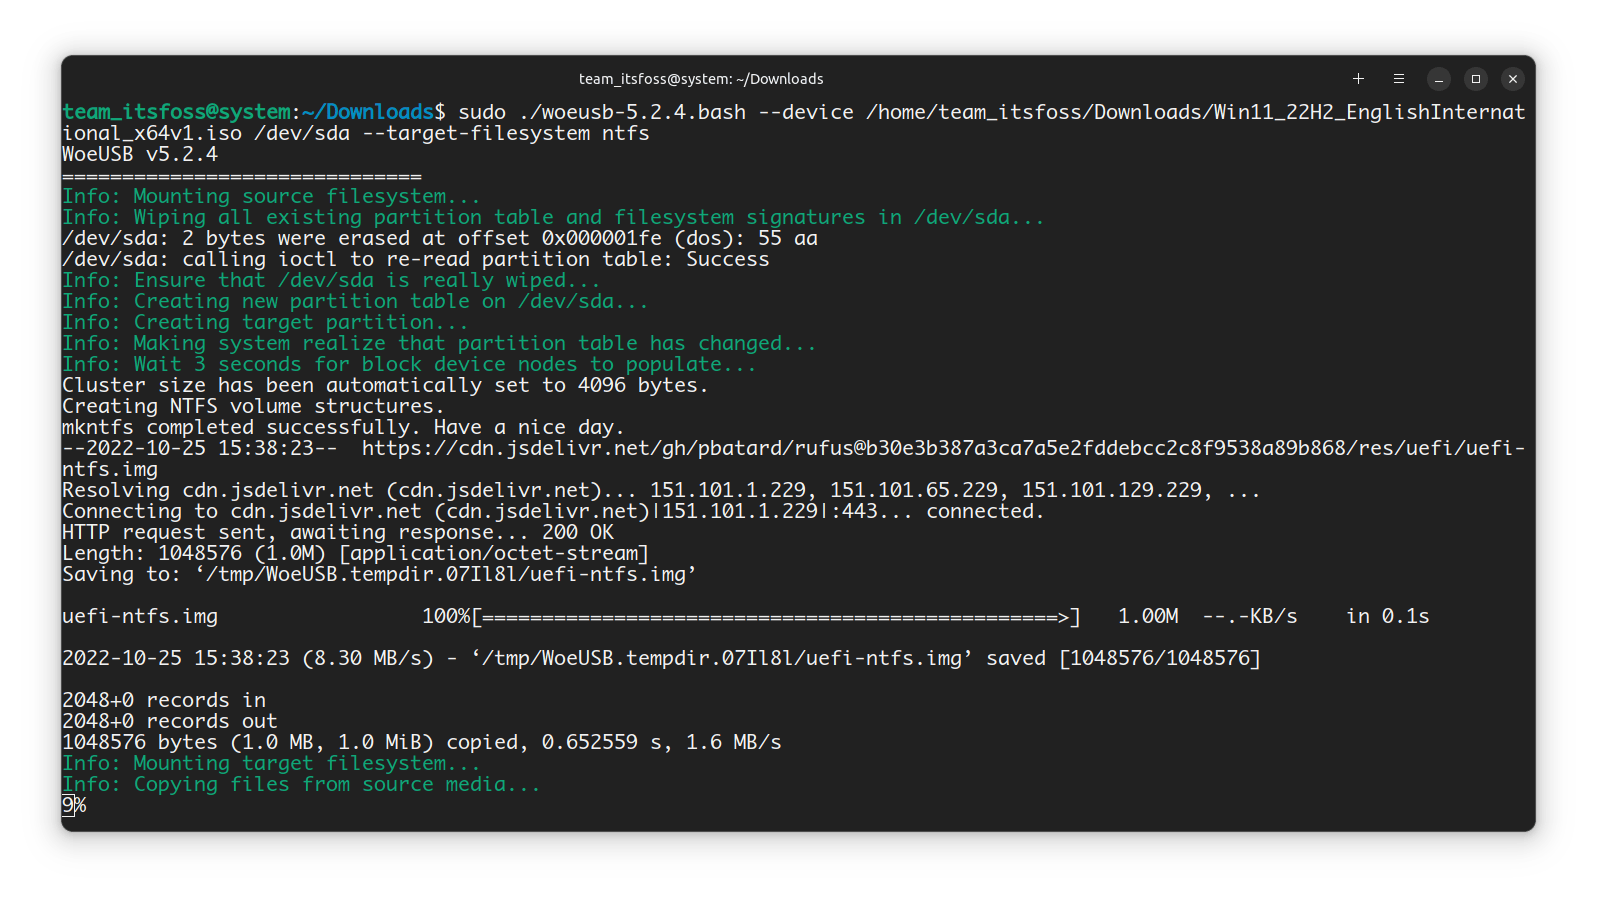 team_itsfoss@system: ~/Downloads
team_itsfoss@system:~/Downloads$ sudo ./woeusb-5.2.4.bash --device /home/team_itsfoss/Downloads/Win11_22H2_EnglishInternat
ional_x64v1.iso /dev/sda --target-filesystem ntfs
WoeUSB v5.2.4
==============================
Info: Mounting source filesystem...
Info: Wiping all existing partition table and filesystem signatures in /dev/sda...
/dev/sda: 2 bytes were erased at offset 0x000001fe (dos): 55 aa
/dev/sda: calling ioctl to re-read partition table: Success
Info: Ensure that /dev/sda is really wiped...
Info: Creating new partition table on /dev/sda...
Info: Creating target partition...
Info: Making system realize that partition table has changed...
Info: Wait 3 seconds for block device nodes to populate...
Cluster size has been automatically set to 4096 bytes.
Creating NTFS volume structures.
mkntfs completed successfully. Have a nice day.
--2022-10-25 15:38:23--  https://cdn.jsdelivr.net/gh/pbatard/rufus@b30e3b387a3ca7a5e2fddebcc2c8f9538a89b868/res/uefi/uefi-
ntfs.img
Resolving cdn.jsdelivr.net (cdn.jsdelivr.net)... 151.101.1.229, 151.101.65.229, 151.101.129.229, ...
Connecting to cdn.jsdelivr.net (cdn.jsdelivr.net)|151.101.1.229|:443... connected.
HTTP request sent, awaiting response... 200 OK
Length: 1048576 (1.0M) [application/octet-stream]
Saving to: ‘/tmp/WoeUSB.tempdir.07Il8l/uefi-ntfs.img’
uefi-ntfs.img                 100%[================================================>]   1.00M  --.-KB/s    in 0.1s
2022-10-25 15:38:23 (8.30 MB/s) - ‘/tmp/WoeUSB.tempdir.07Il8l/uefi-ntfs.img’ saved [1048576/1048576]
2048+0 records in
2048+0 records out
1048576 bytes (1.0 MB, 1.0 MiB) copied, 0.652559 s, 1.6 MB/s
Info: Mounting target filesystem...
Info: Copying files from source media...
9%